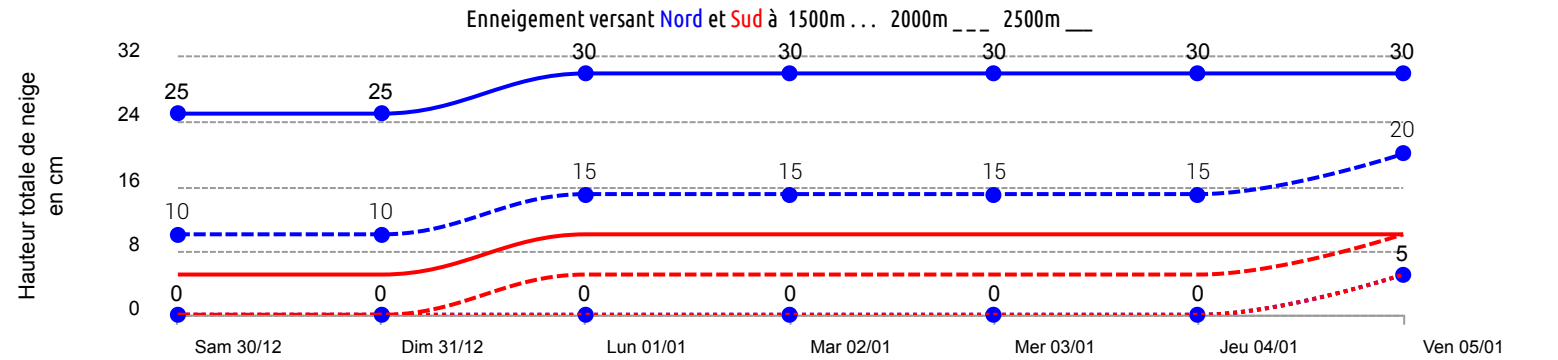 Enneigement versant Nord et Sud à 1500m . . . 2000m _ _ _ 2500m __
Hauteur totale de neige
en cm
32
24
16
8
0
25 25 30 30 30 30 30
10 10 15 15 15 15 20
0 0 0 0 0 0 5
Sam 30/12 Dim 31/12 Lun 01/01 Mar 02/01 Mer 03/01 Jeu 04/01 Ven 05/01